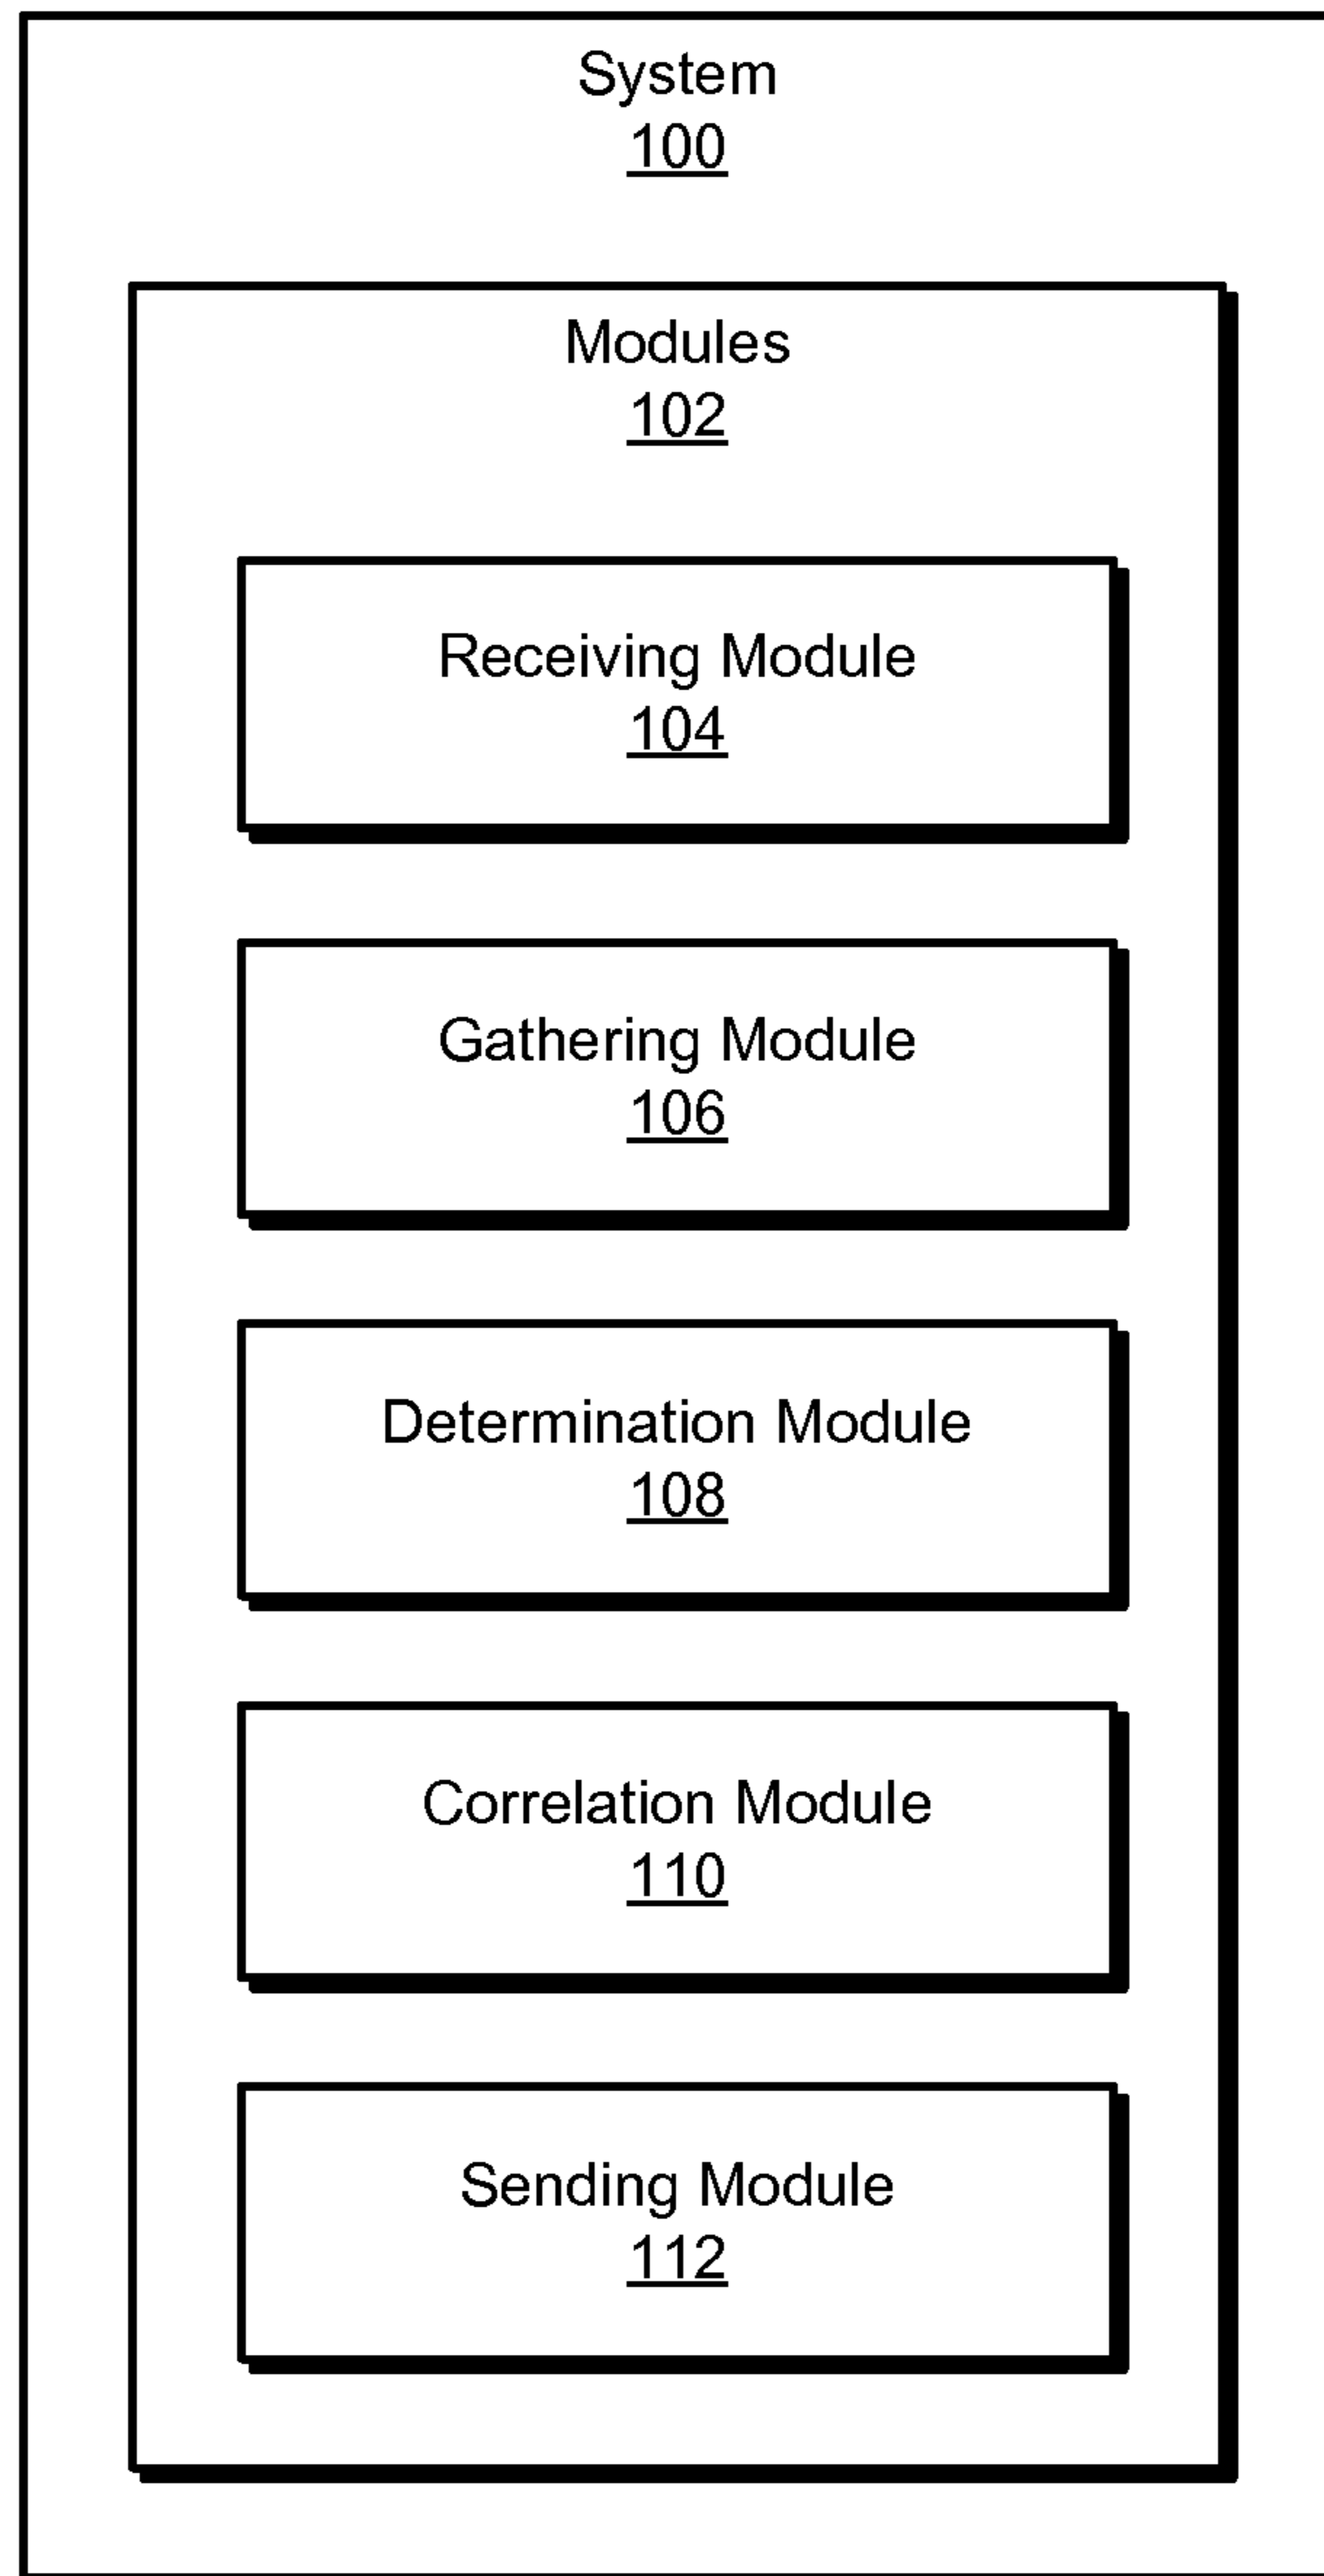 System
100
Modules
102
Receiving Module
104
Gathering Module
106
Determination Module
108
Correlation Module
110
Sending Module
112